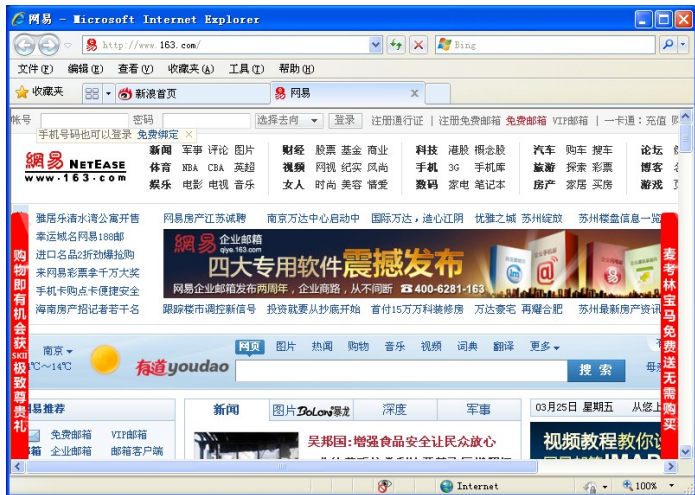 网易 - Microsoft Internet Explorer
http://www.163.com/
Bing
文件(F) 编辑(E) 查看(V) 收藏夹(A) 工具(T) 帮助(H)
收藏夹 新浪首页 网易
帐号 密码 选择去向 登录 注册通行证 | 注册免费邮箱 免费邮箱 VIP邮箱 | 一卡通：充值
手机号码也可以登录 免费绑定
網易 NETEASE
www.163.com
新闻 军事 评论 图片 财经 股票 基金 商业 科技 港股 概念股 汽车 购车 搜车 论坛
体育 NBA CBA 英超 视频 网视 纪实 风尚 手机 3G 手机库 旅游 探索 彩票 博客
娱乐 电影 电视 音乐 女人 时尚 美容 情爱 数码 家电 笔记本 房产 家居 买房 游戏
雅居乐清水湾公寓开售 网易房产江苏诚聘 南京万达中心启动中 国际万达，造心江阴 优雅之城 苏州绽放 苏州楼盘信息一览
幸运域名网易188邮
进口名品2折劲爆抢购
来网易彩票拿千万大奖
手机卡购点卡便捷安全
海南房产招记者若干名
網易 企业邮箱
qiye.163.com
四大专用软件震撼发布
网易企业邮箱发布两周年，企业商路，从不间断 400-6281-163
跟踪楼市调控新信号 投资就要从抄底开始 首付15万万科装修房 万达豪宅 再耀合肥 苏州最新房产资讯
购物即有机会获SKII极致尊贵礼
麦考林宝马免费送无需购买
南京
℃~14℃
有道youdao
网页 图片 热闻 购物 音乐 视频 词典 翻译 更多
搜索
易推荐
免费邮箱 VIP邮箱
企业邮箱 邮箱客户端
新闻 图片 暴龙 深度 军事
吴邦国:增强食品安全让民众放心
03月25日 星期五
视频教程教你
Internet
100%